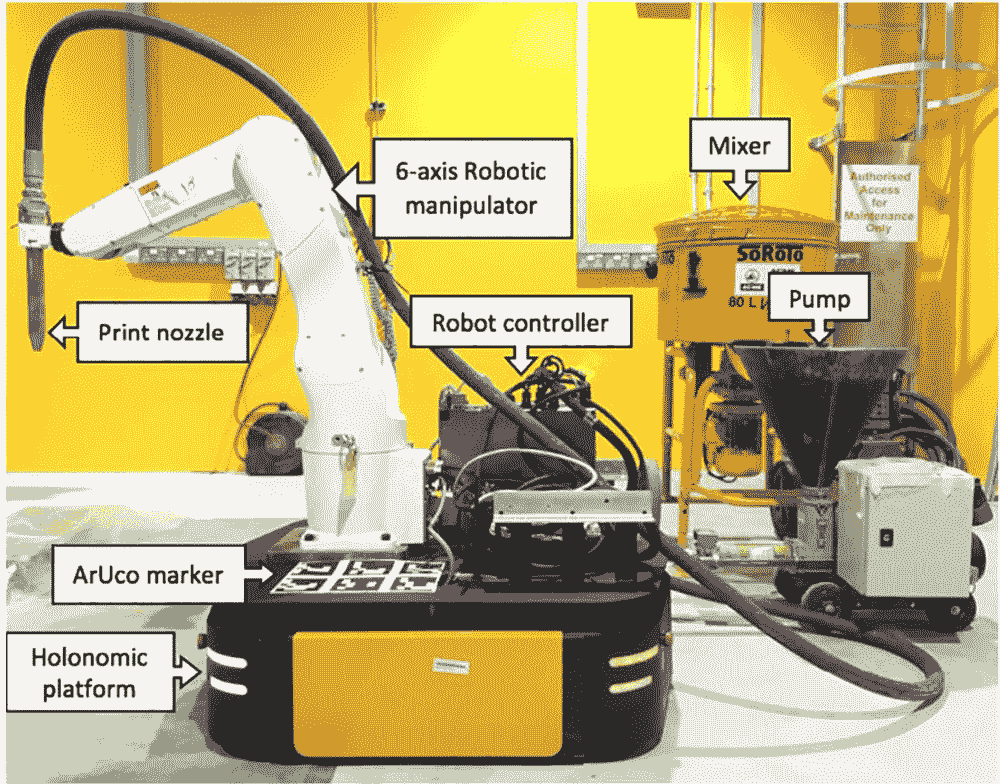 Mixer
6-axis Robotic
manipulator
Authorised
Access
for
Maintenance
Only
SoRoTo
80 L
Pump
Robot controller
Print nozzle
ArUco marker
Holonomic
platform